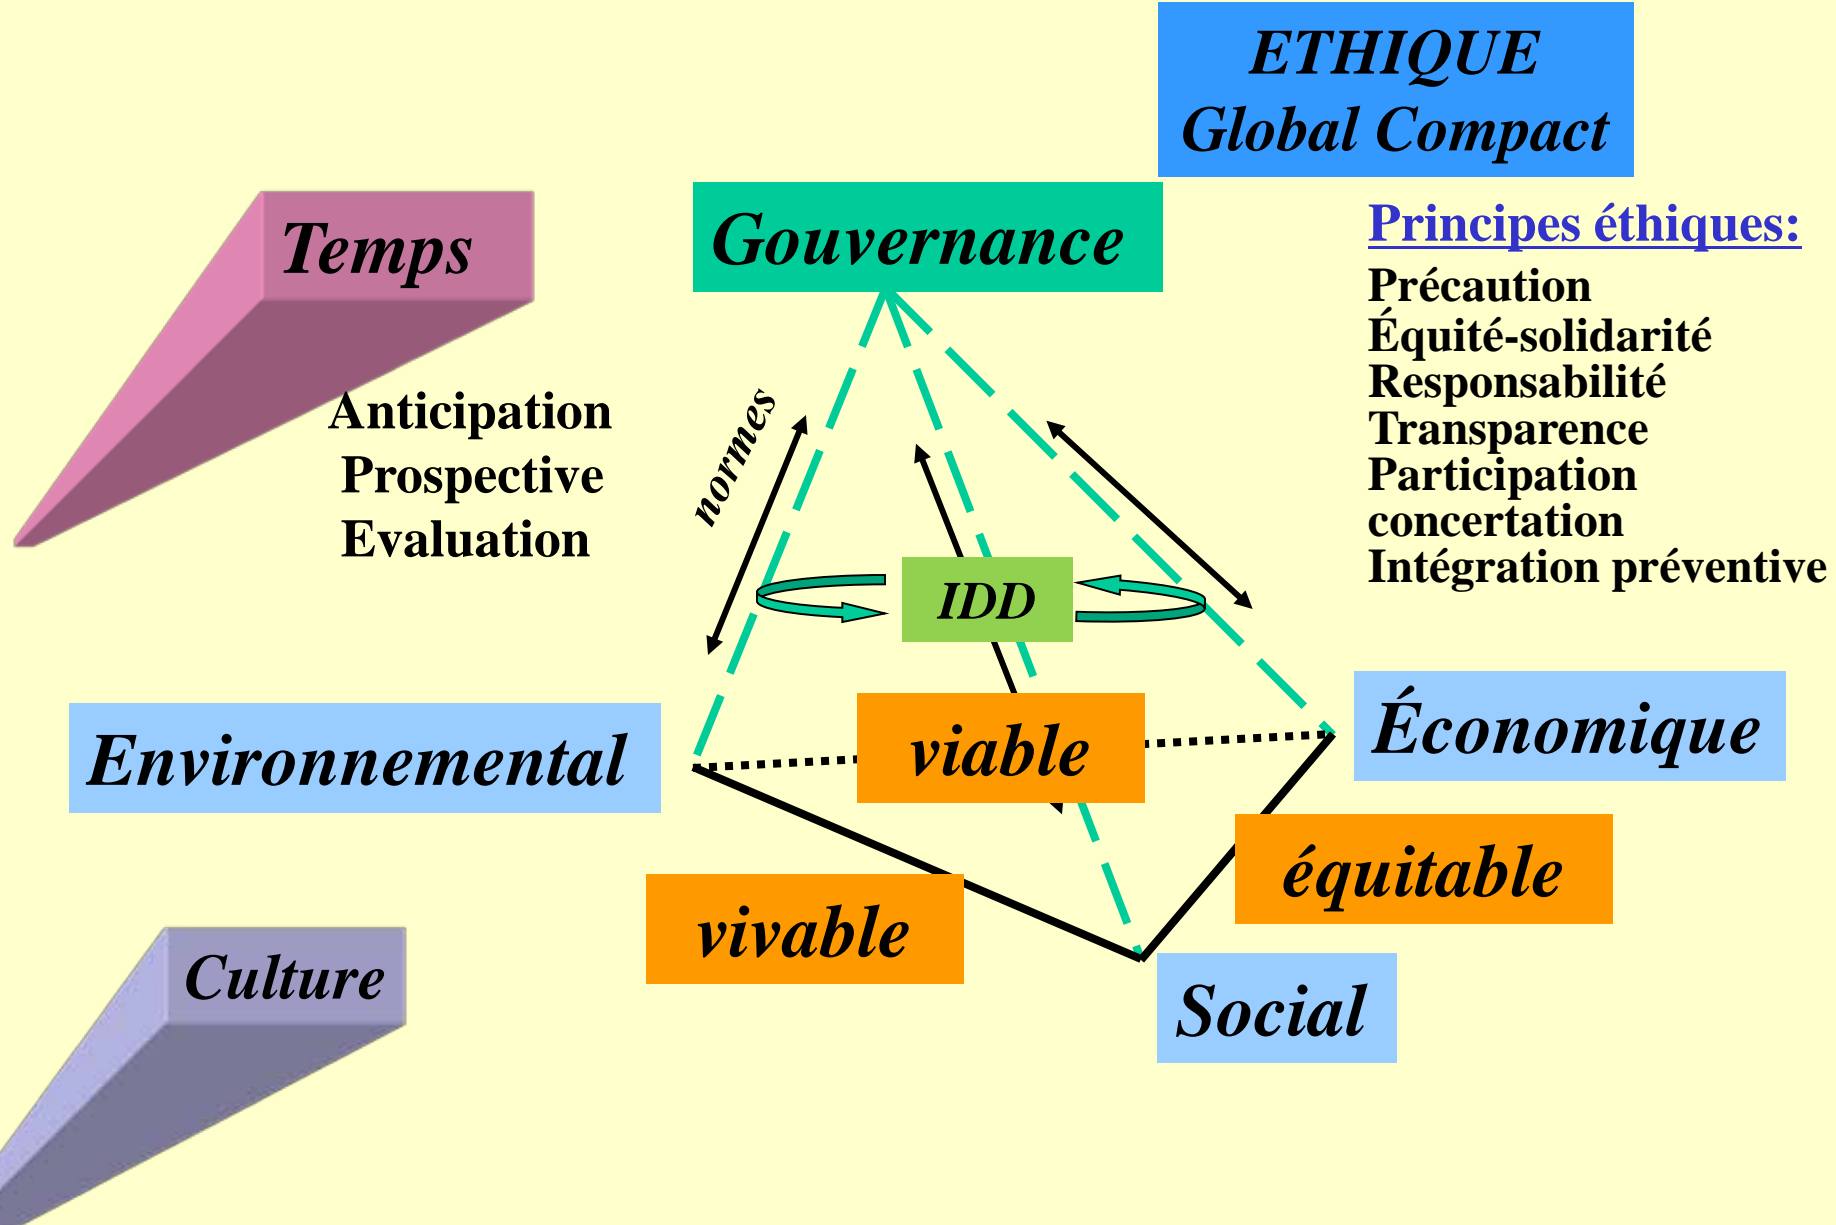 ETHIQUE
Global Compact
Temps
Gouvernance
Principes éthiques:
Précaution
Équité-solidarité
Responsabilité
Transparence
Participation
concertation
Intégration préventive
Anticipation
Prospective
Evaluation
normes
IDD
Environnemental
viable
Économique
vivable
équitable
Culture
Social